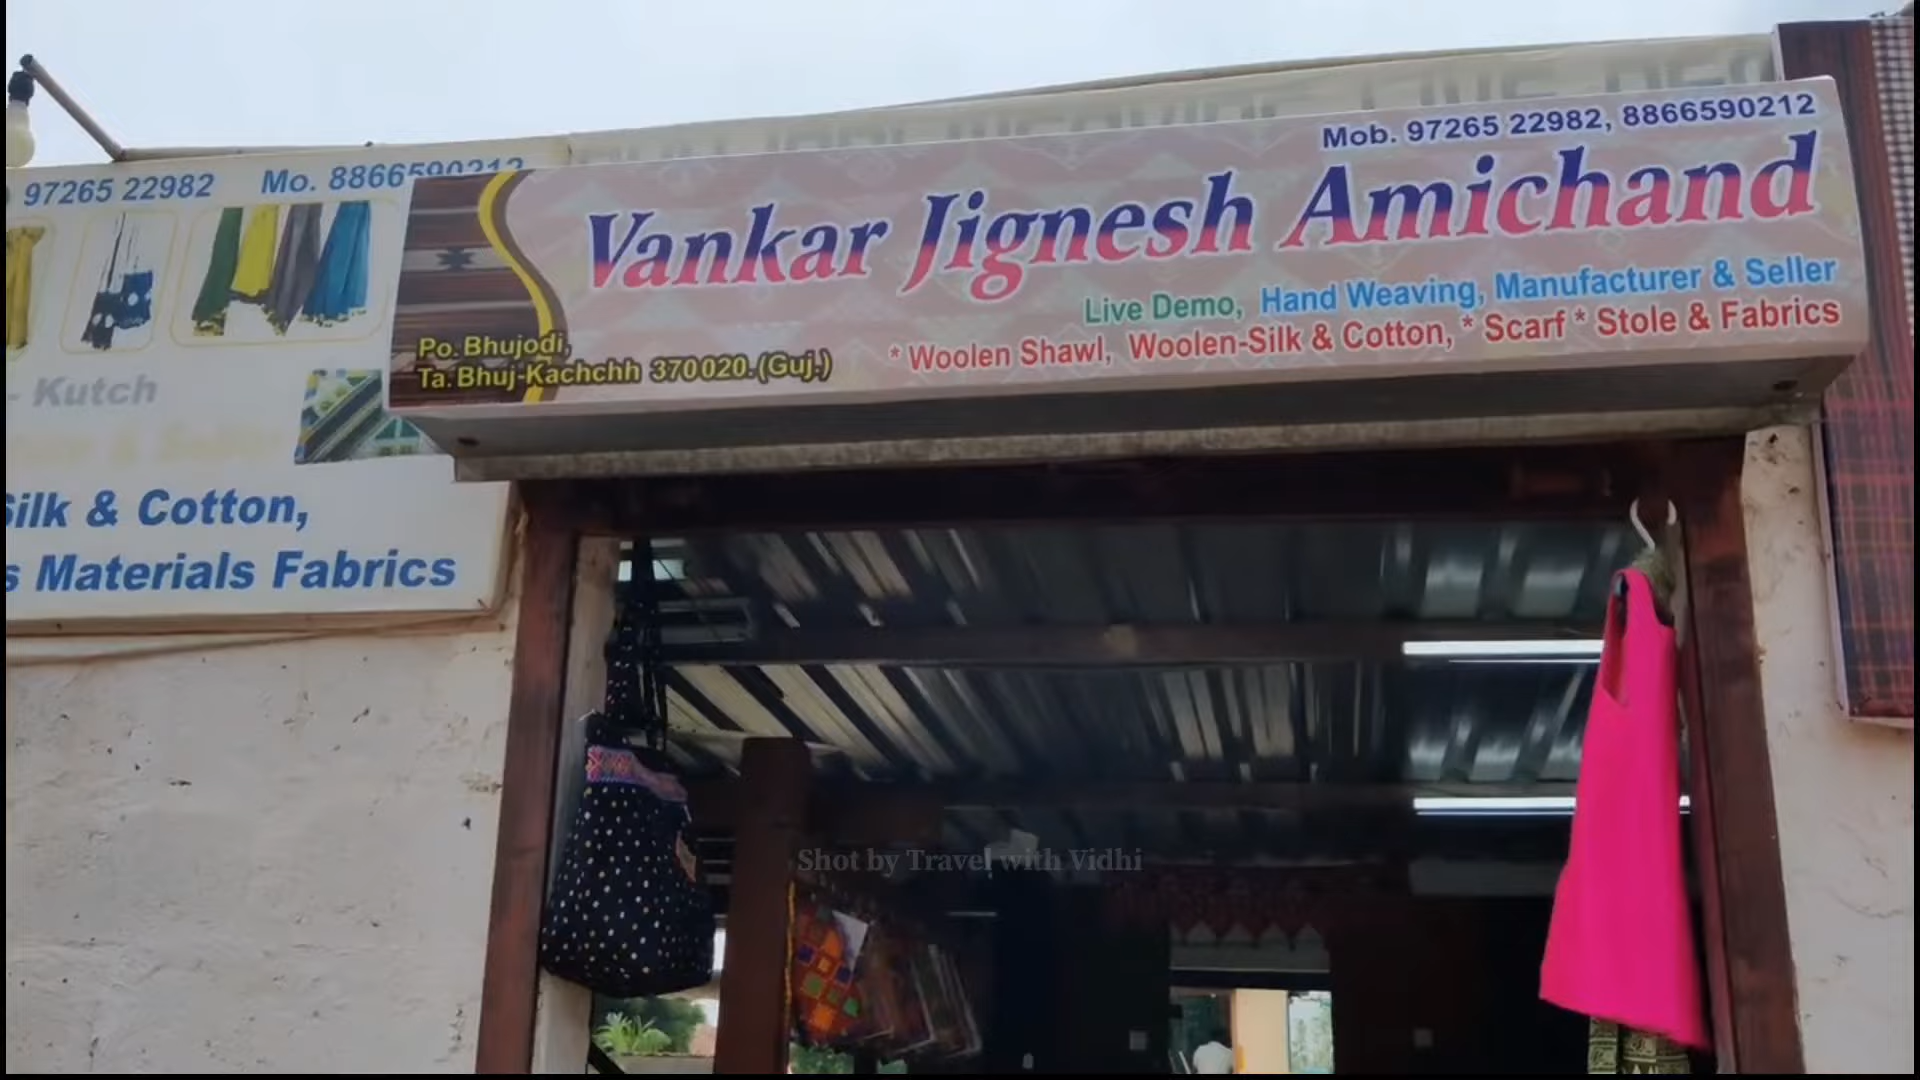 97265 22982 Mo. 8866590212
- Kutch
Silk & Cotton,
s Materials Fabrics
Mob. 97265 22982, 8866590212
Vankar Jignesh Amichand
Live Demo, Hand Weaving, Manufacturer & Seller
* Woolen Shawl, Woolen-Silk & Cotton, * Scarf * Stole & Fabrics
Po. Bhujodi,
Ta. Bhuj-Kachchh 370020.(Guj.)
Shot by Travel with Vidhi